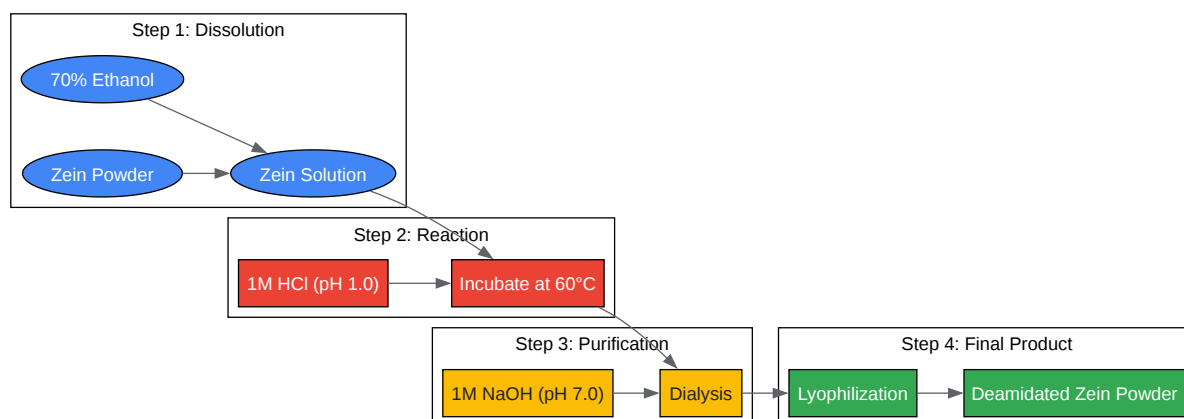 Step 1: Dissolution
70% Ethanol
Zein Powder
Zein Solution
Step 2: Reaction
1M HCl (pH 1.0)
Incubate at 60°C
Step 3: Purification
1M NaOH (pH 7.0)
Dialysis
Step 4: Final Product
Lyophilization
Deamidated Zein Powder